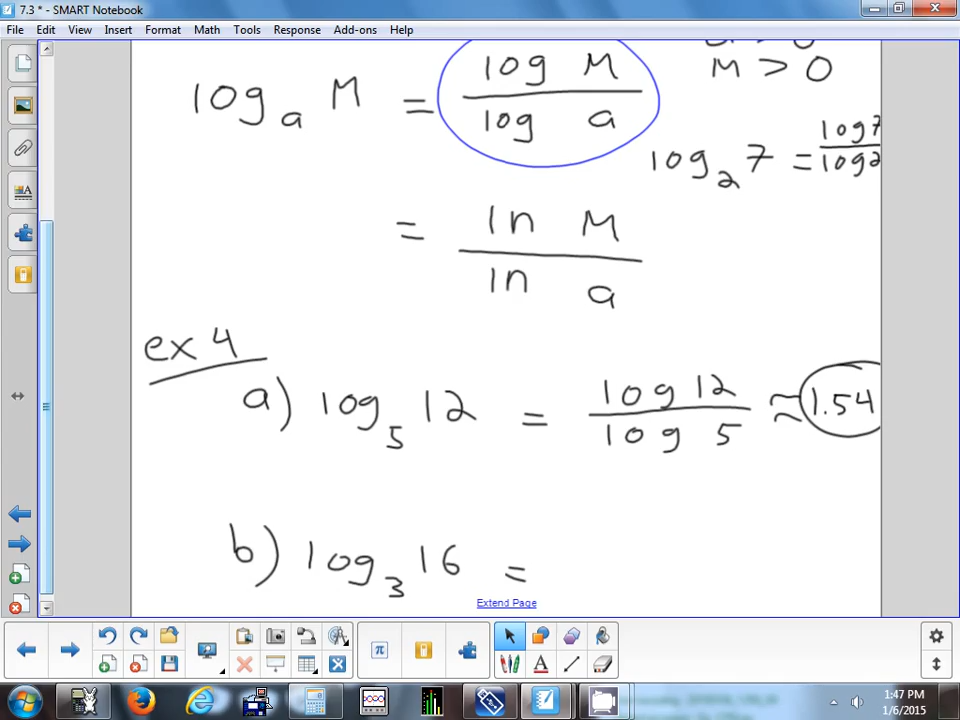 7.3 * - SMART Notebook
File Edit View Insert Format Math Tools Response Add-ons Help
M > 0
log_a M = log M / log a
log_2 7 = log 7 / log 2
= ln M / ln a
ex 4
a) log_5 12 = log 12 / log 5 ≈ 1.54
b) log_3 16 =
Extend Page
1:47 PM
1/6/2015